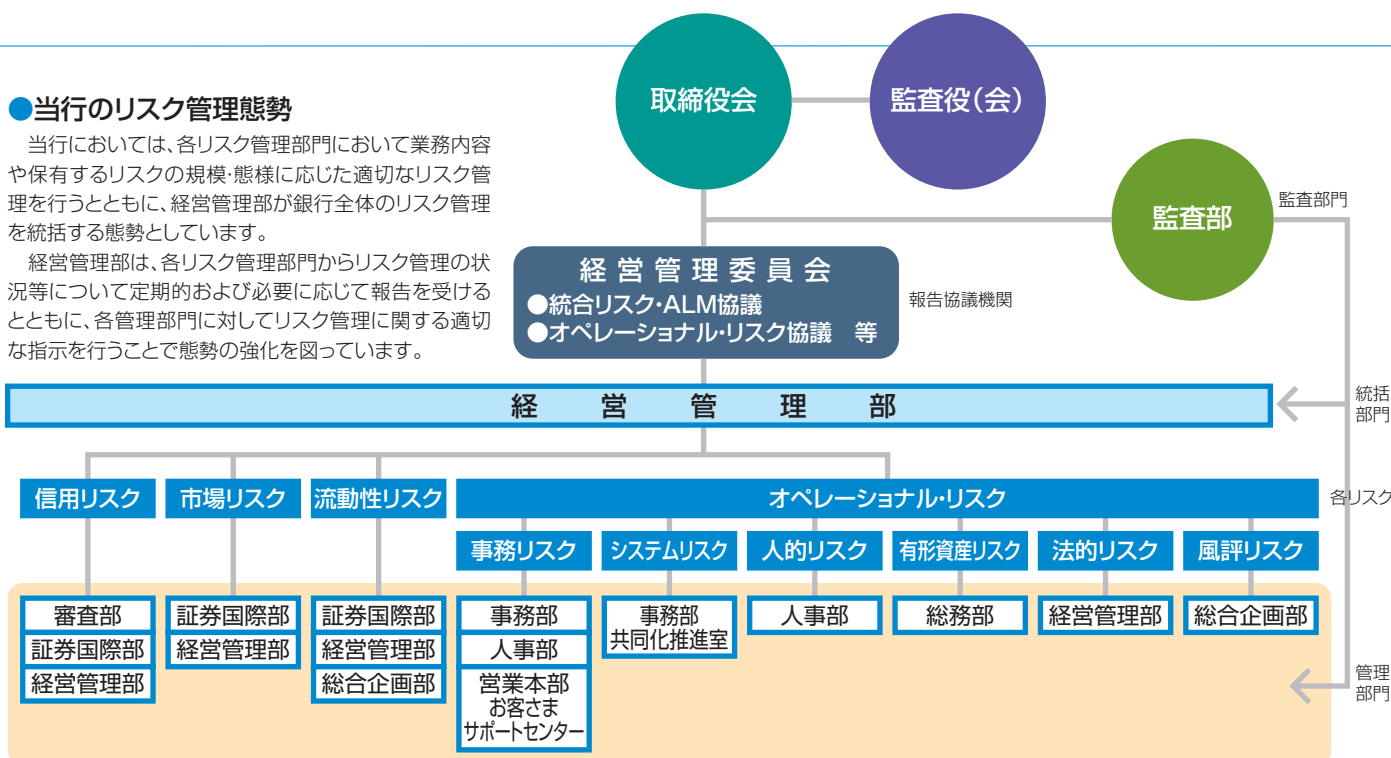 取締役会
監査役(会)
●当行のリスク管理態勢
　当行においては、各リスク管理部門において業務内容
や保有するリスクの規模・態様に応じた適切なリスク管
理を行うとともに、経営管理部が銀行全体のリスク管理
を統括する態勢としています。
　経営管理部は、各リスク管理部門からリスク管理の状
況等について定期的および必要に応じて報告を受ける
とともに、各管理部門に対してリスク管理に関する適切
な指示を行うことで態勢の強化を図っています。
監査部
監査部門
経営管理委員会
●統合リスク・ALM協議
●オペレーショナル・リスク協議　等
報告協議機関
経営管理部
統括
部門
信用リスク
市場リスク
流動性リスク
オペレーショナル・リスク
各リスク
事務リスク
システムリスク
人的リスク
有形資産リスク
法的リスク
風評リスク
審査部
証券国際部
経営管理部
証券国際部
経営管理部
証券国際部
経営管理部
総合企画部
事務部
人事部
営業本部
お客さま
サポートセンター
事務部
共同化推進室
人事部
総務部
経営管理部
総合企画部
管理
部門